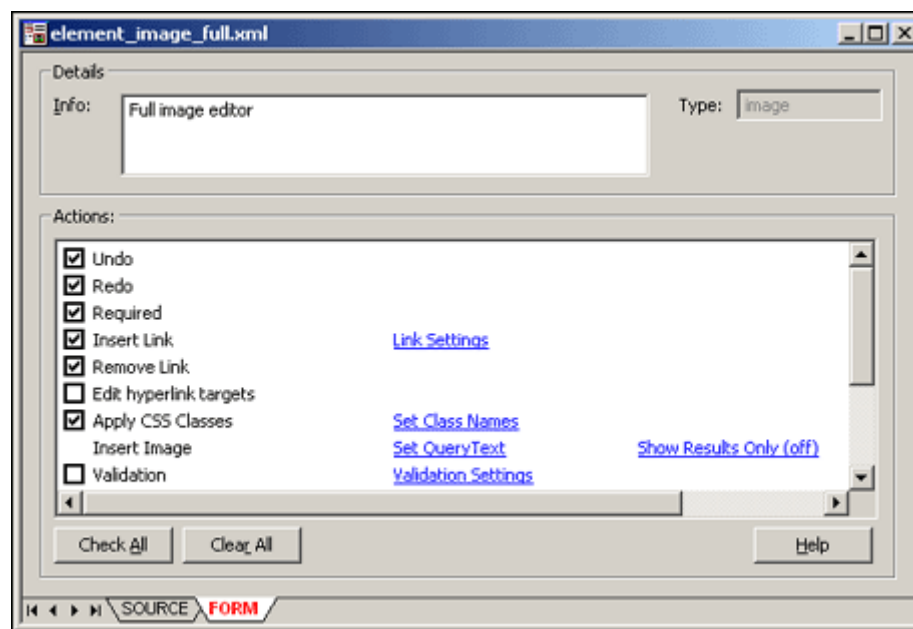 element_image_full.xml
Details
Info: Full image editor Type: image
Actions:
Undo
Redo
Required
Insert Link Link Settings
Remove Link
Edit hyperlink targets
Apply CSS Classes Set Class Names
Insert Image Set QueryText Show Results Only (off)
Validation Validation Settings
Check All Clear All Help
SOURCE FORM